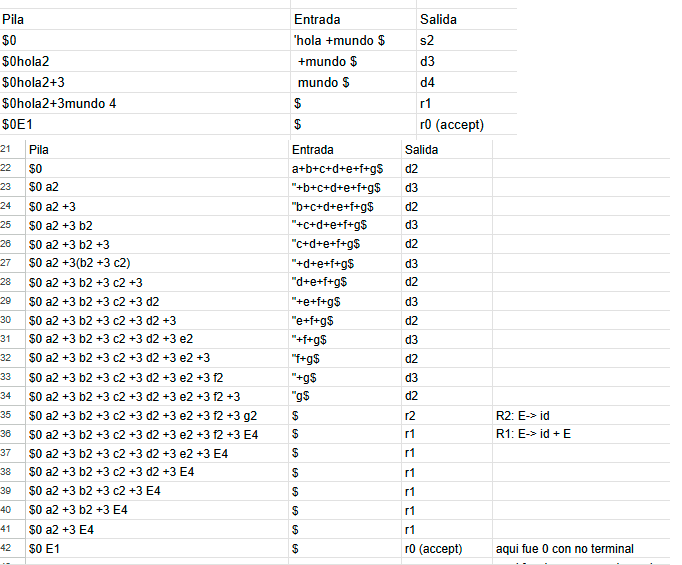 Pila Entrada Salida
$0 'hola +mundo $ s2
$0hola2 +mundo $ d3
$0hola2+3 mundo $ d4
$0hola2+3mundo 4 $ r1
$0E1 $ r0 (accept)
21 Pila Entrada Salida
22 $0 a+b+c+d+e+f+g$ d2
23 $0 a2 "+b+c+d+e+f+g$ d3
24 $0 a2 +3 "b+c+d+e+f+g$ d2
25 $0 a2 +3 b2 "+c+d+e+f+g$ d3
26 $0 a2 +3 b2 +3 "c+d+e+f+g$ d2
27 $0 a2 +3(b2 +3 c2) "+d+e+f+g$ d3
28 $0 a2 +3 b2 +3 c2 +3 "d+e+f+g$ d2
29 $0 a2 +3 b2 +3 c2 +3 d2 "+e+f+g$ d3
30 $0 a2 +3 b2 +3 c2 +3 d2 +3 "e+f+g$ d2
31 $0 a2 +3 b2 +3 c2 +3 d2 +3 e2 "+f+g$ d3
32 $0 a2 +3 b2 +3 c2 +3 d2 +3 e2 +3 "f+g$ d2
33 $0 a2 +3 b2 +3 c2 +3 d2 +3 e2 +3 f2 "+g$ d3
34 $0 a2 +3 b2 +3 c2 +3 d2 +3 e2 +3 f2 +3 "g$ d2
35 $0 a2 +3 b2 +3 c2 +3 d2 +3 e2 +3 f2 +3 g2 $ r2 R2: E-> id
36 $0 a2 +3 b2 +3 c2 +3 d2 +3 e2 +3 f2 +3 E4 $ r1 R1: E-> id + E
37 $0 a2 +3 b2 +3 c2 +3 d2 +3 e2 +3 E4 $ r1
38 $0 a2 +3 b2 +3 c2 +3 d2 +3 E4 $ r1
39 $0 a2 +3 b2 +3 c2 +3 E4 $ r1
40 $0 a2 +3 b2 +3 E4 $ r1
41 $0 a2 +3 E4 $ r1
42 $0 E1 $ r0 (accept) aqui fue 0 con no terminal